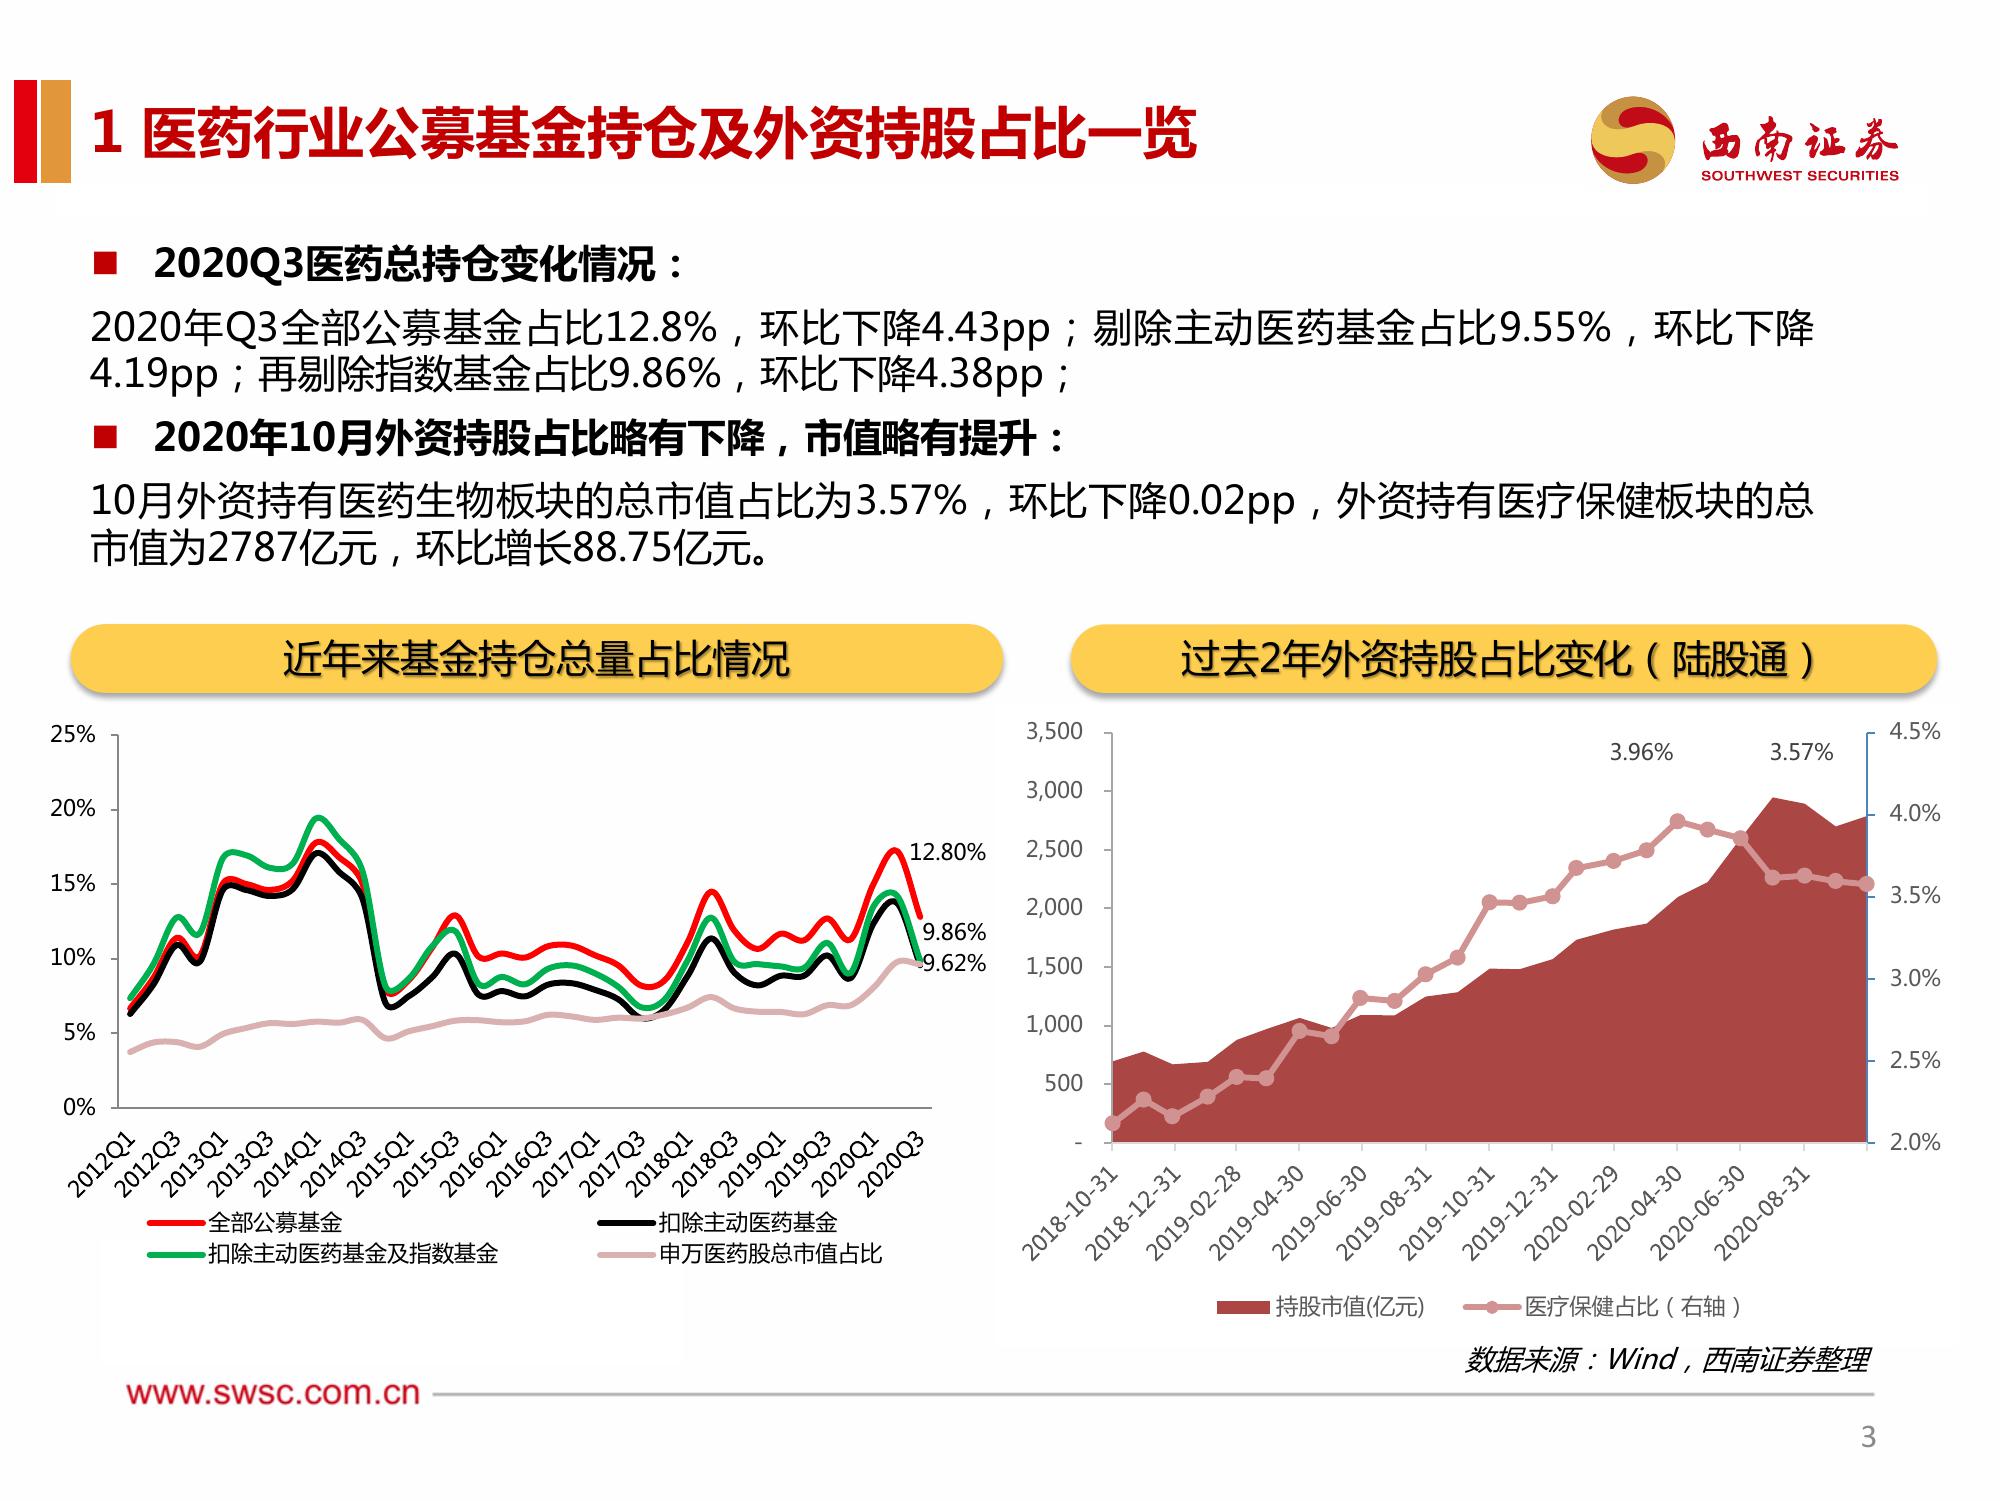 1 医药行业公募基金持仓及外资持股占比一览
西南证券
SOUTHWEST SECURITIES
■ 2020Q3医药总持仓变化情况：
2020年Q3全部公募基金占比12.8%，环比下降4.43pp；剔除主动医药基金占比9.55%，环比下降
4.19pp；再剔除指数基金占比9.86%，环比下降4.38pp；
■ 2020年10月外资持股占比略有下降，市值略有提升：
10月外资持有医药生物板块的总市值占比为3.57%，环比下降0.02pp，外资持有医疗保健板块的总
市值为2787亿元，环比增长88.75亿元。
近年来基金持仓总量占比情况
25%
20%
15%
10%
5%
0%
12.80%
9.86%
9.62%
2012Q1
2012Q3
2013Q1
2013Q3
2014Q1
2014Q3
2015Q1
2015Q3
2016Q1
2016Q3
2017Q1
2017Q3
2018Q1
2018Q3
2019Q1
2019Q3
2020Q1
2020Q3
全部公募基金
扣除主动医药基金
扣除主动医药基金及指数基金
申万医药股总市值占比
过去2年外资持股占比变化（陆股通）
3,500
3,000
2,500
2,000
1,500
1,000
500
-
3.96%
3.57%
4.5%
4.0%
3.5%
3.0%
2.5%
2.0%
2018-10-31
2018-12-31
2019-02-28
2019-04-30
2019-06-30
2019-08-31
2019-10-31
2019-12-31
2020-02-29
2020-04-30
2020-06-30
2020-08-31
持股市值(亿元)
医疗保健占比（右轴）
数据来源：Wind，西南证券整理
www.swsc.com.cn
3